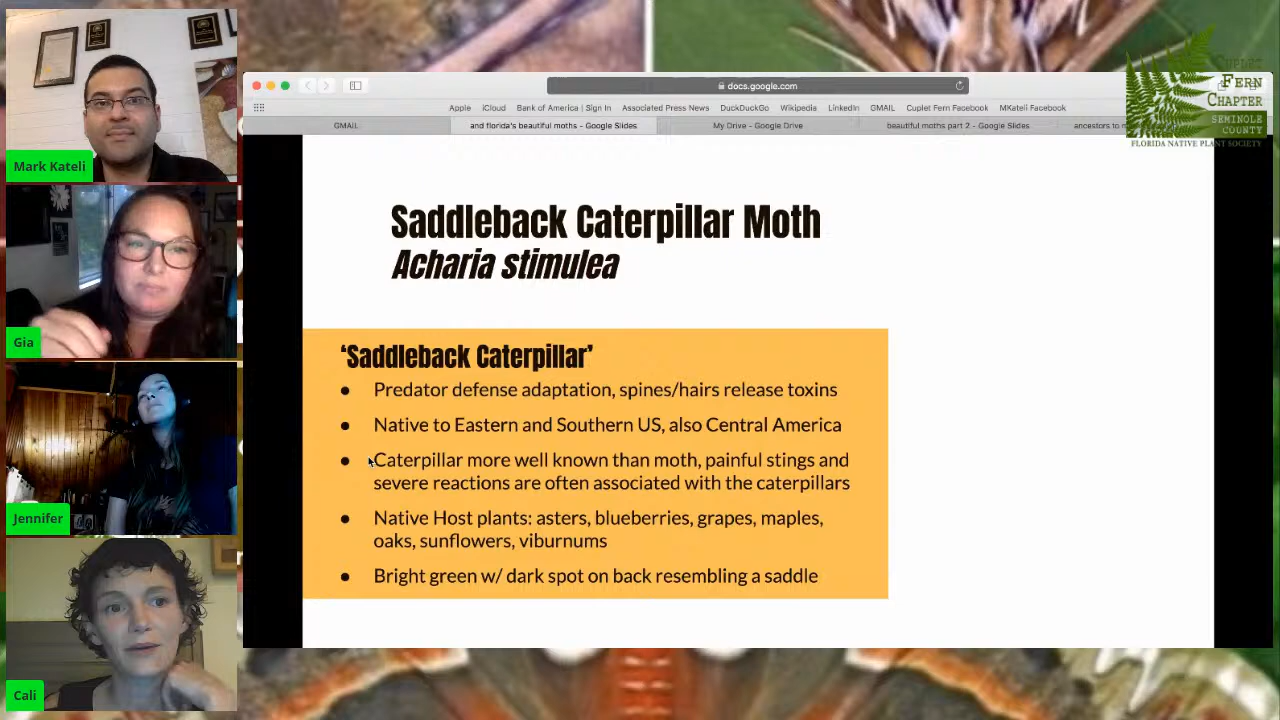 Mark Kateli
Gia
Jennifer
Cali
docs.google.com
Apple iCloud Bank of America | Sign In Associated Press News DuckDuckGo Wikipedia LinkedIn GMAIL Cuplet Fern Facebook MKateli Facebook
GMAIL and florida's beautiful moths - Google Slides My Drive - Google Drive beautiful moths part 2 - Google Slides ancestors to
CUPLET
FERN
CHAPTER
SEMINOLE
COUNTY
FLORIDA NATIVE PLANT SOCIETY
Saddleback Caterpillar Moth
Acharia stimulea
‘Saddleback Caterpillar’
● Predator defense adaptation, spines/hairs release toxins
● Native to Eastern and Southern US, also Central America
● Caterpillar more well known than moth, painful stings and
severe reactions are often associated with the caterpillars
● Native Host plants: asters, blueberries, grapes, maples,
oaks, sunflowers, viburnums
● Bright green w/ dark spot on back resembling a saddle